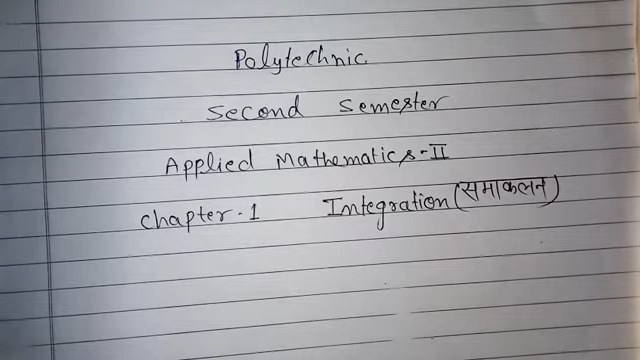 Polytechnic
Second Semester
Applied Mathematics-II
Chapter-1 Integration (समाकलन)